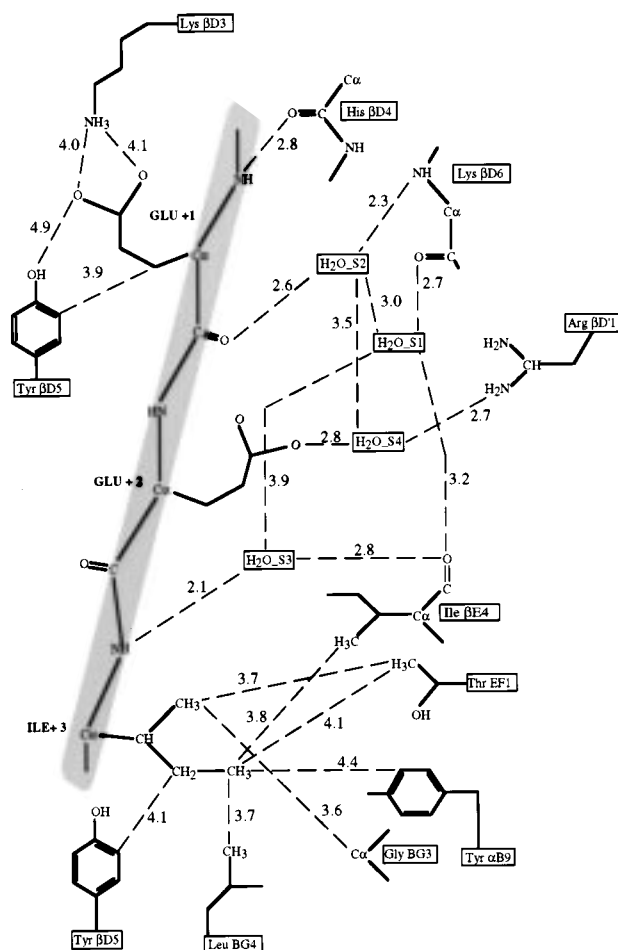 Lys βD3
Cα
O C
His βD4
NH3
4.0 4.1
2.8
NH
O
NH
Lys βD6
O
GLU +1
NH
2.3
Cα
4.9
3.9
Cα
H2O_S2
O C
OH
2.6
3.0
2.7
Arg βD'1
C
O
3.5
H2O_S1
H2N
CH
Tyr βD5
H2N
HN
O
2.7
O 2.8 H2O_S4
GLU + 2
Cα
3.9
3.2
O C
H2O_S3
2.8
O
2.1
C
NH
Cα
Ile βE4
H3C
3.7
H3C
Thr EF1
CH3
3.8
4.1
OH
ILE+ 3
Cα
CH
CH2
CH3
4.4
OH
4.1
3.7
3.6
CH3
Cα
Gly BG3
Tyr αB9
Tyr βD5
Leu BG4